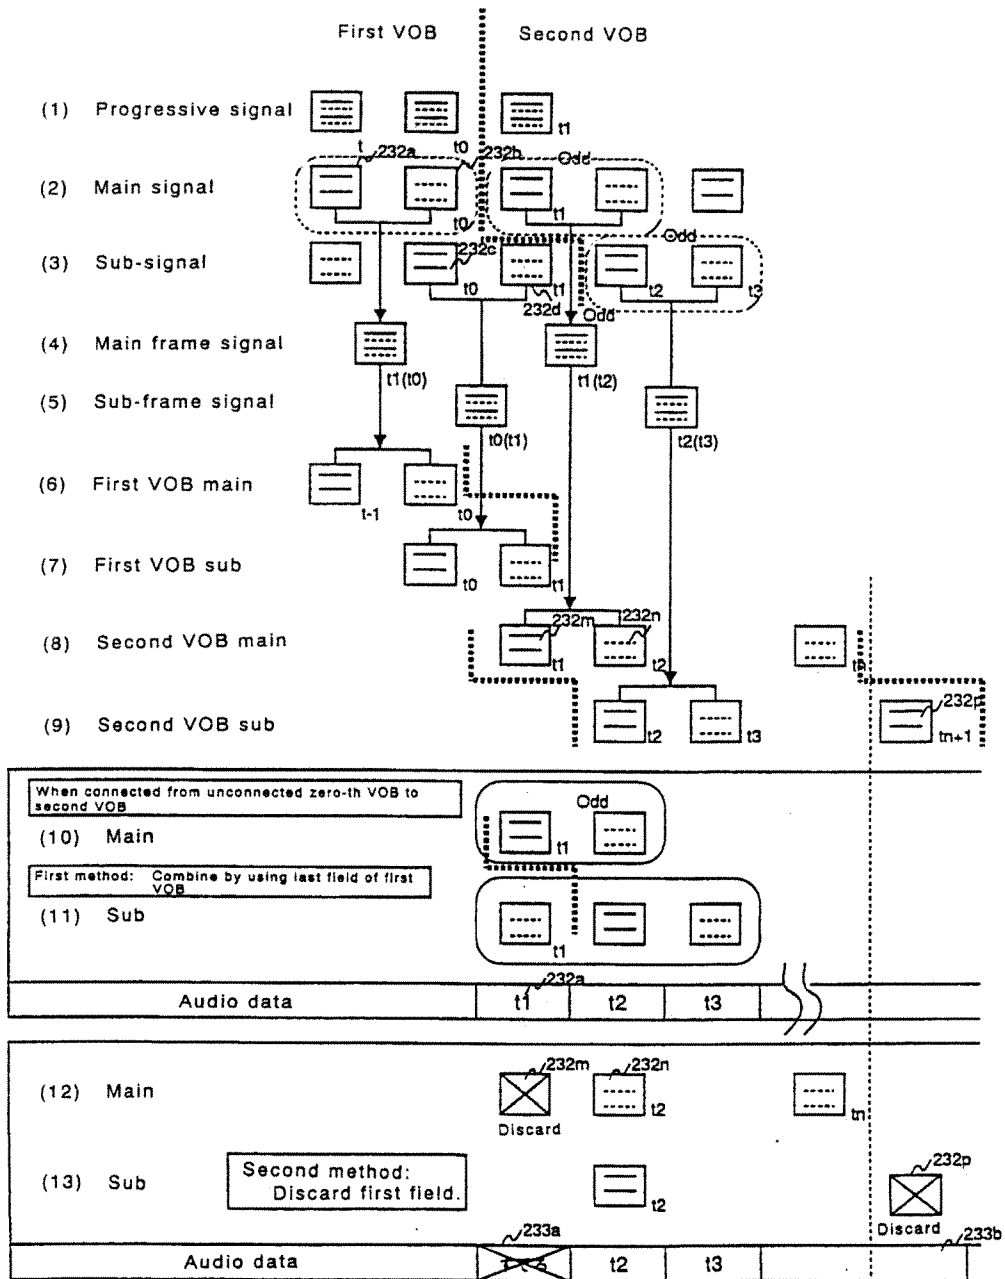 First VOB Second VOB
(1) Progressive signal
t t0 t1
232a 232b Odd
(2) Main signal
t0 t1
Odd
(3) Sub-signal
232c
t0 t1 t2 t3
232d
Odd
(4) Main frame signal
t1(t0) t1(t2)
(5) Sub-frame signal
t0(t1) t2(t3)
(6) First VOB main
t-1 t0
(7) First VOB sub
t0 t1
232m 232n
(8) Second VOB main
t1 t2
232p
(9) Second VOB sub
t2 t3 tn+1
When connected from unconnected zero-th VOB to
second VOB
Odd
(10) Main
t1
First method: Combine by using last field of first
VOB
(11) Sub
t1
232a
Audio data t1 t2 t3
232m 232n
(12) Main
t2 tn
Discard
232p
(13) Sub
Second method:
Discard first field.
t2
Discard
233a 233b
Audio data t2 t3